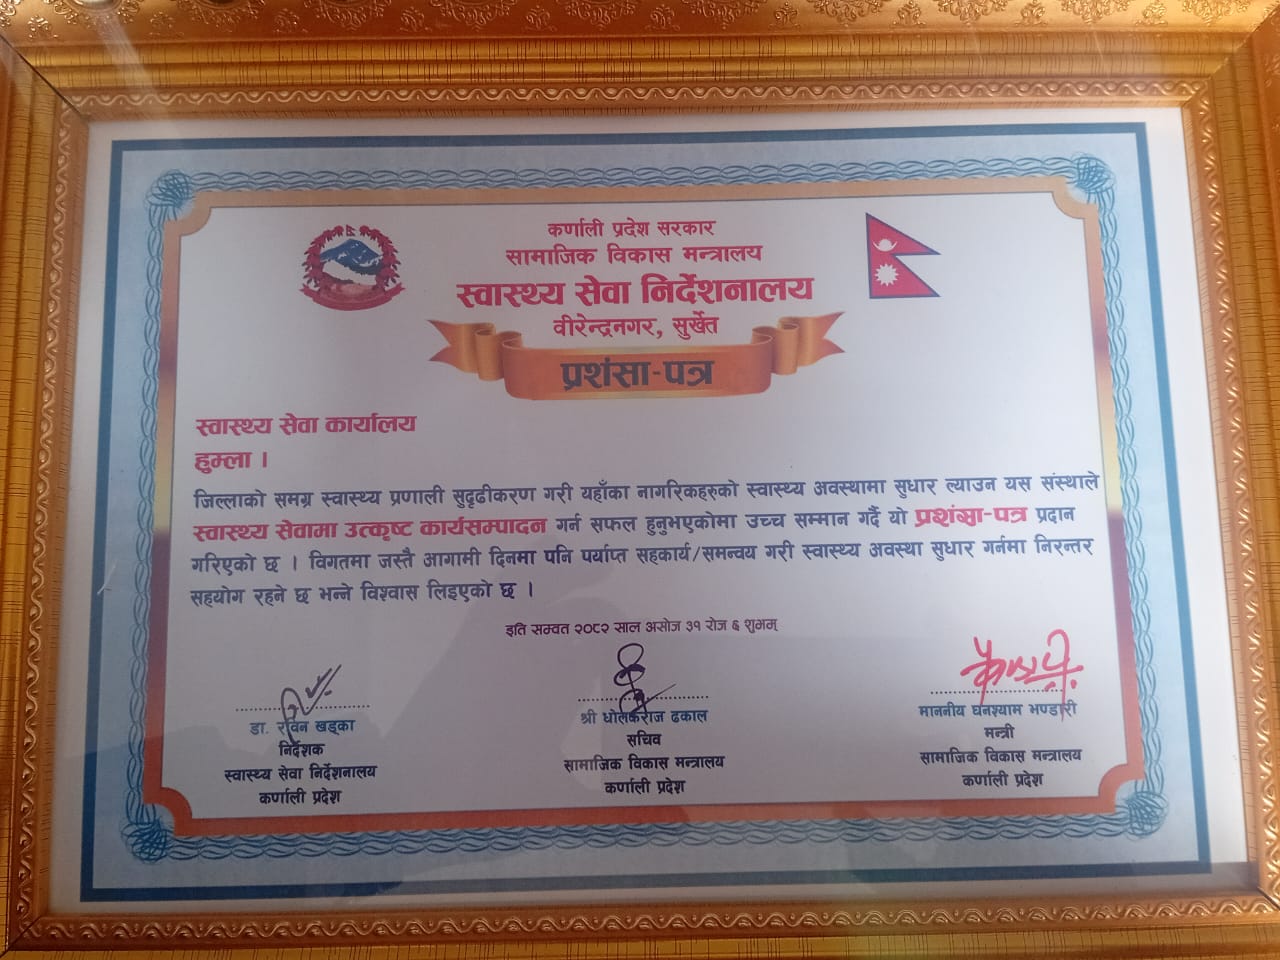 कर्णाली प्रदेश सरकार
सामाजिक विकास मन्त्रालय
स्वास्थ्य सेवा निर्देशनालय
वीरेन्द्रनगर, सुर्खेत
प्रशंसा-पत्र
स्वास्थ्य सेवा कार्यालय
हुम्ला ।
जिल्लाको समग्र स्वास्थ्य प्रणाली सुदृढीकरण गरी यहाँका नागरिकहरुको स्वास्थ्य अवस्थामा सुधार ल्याउन यस संस्थाले
स्वास्थ्य सेवामा उत्कृष्ट कार्यसम्पादन गर्न सफल हुनुभएकोमा उच्च सम्मान गर्दै यो प्रशंसा-पत्र प्रदान
गरिएको छ । विगतमा जस्तै आगामी दिनमा पनि पर्याप्त सहकार्य/समन्वय गरी स्वास्थ्य अवस्था सुधार गर्नमा निरन्तर
सहयोग रहने छ भन्ने विश्वास लिइएको छ ।
इति सम्वत २०८२ साल असोज ३१ रोज ६ शुभम्
डा. रविन खड्का
निर्देशक
स्वास्थ्य सेवा निर्देशनालय
कर्णाली प्रदेश
श्री धोलकराज ढकाल
सचिव
सामाजिक विकास मन्त्रालय
कर्णाली प्रदेश
माननीय घनश्याम भण्डारी
मन्त्री
सामाजिक विकास मन्त्रालय
कर्णाली प्रदेश